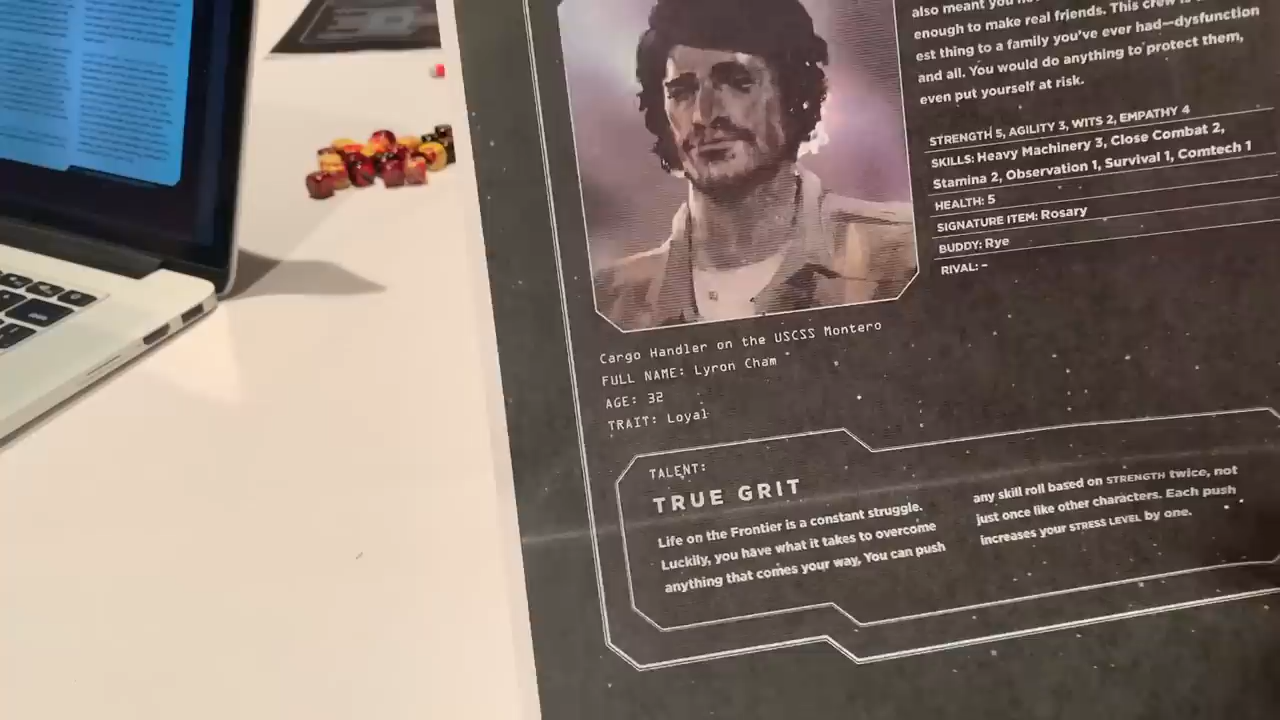 also meant you
enough to make real friends. This crew is
est thing to a family you've ever had—dysfunction
and all. You would do anything to protect them,
even put yourself at risk.
STRENGTH 5, AGILITY 3, WITS 2, EMPATHY 4
SKILLS: Heavy Machinery 3, Close Combat 2,
Stamina 2, Observation 1, Survival 1, Comtech 1
HEALTH: 5
SIGNATURE ITEM: Rosary
BUDDY: Rye
RIVAL: –
Cargo Handler on the USCSS Montero
FULL NAME: Lyron Cham
AGE: 32
TRAIT: Loyal
TALENT:
TRUE GRIT
Life on the Frontier is a constant struggle.
Luckily, you have what it takes to overcome
anything that comes your way, You can push
any skill roll based on STRENGTH twice, not
just once like other characters. Each push
increases your STRESS LEVEL by one.